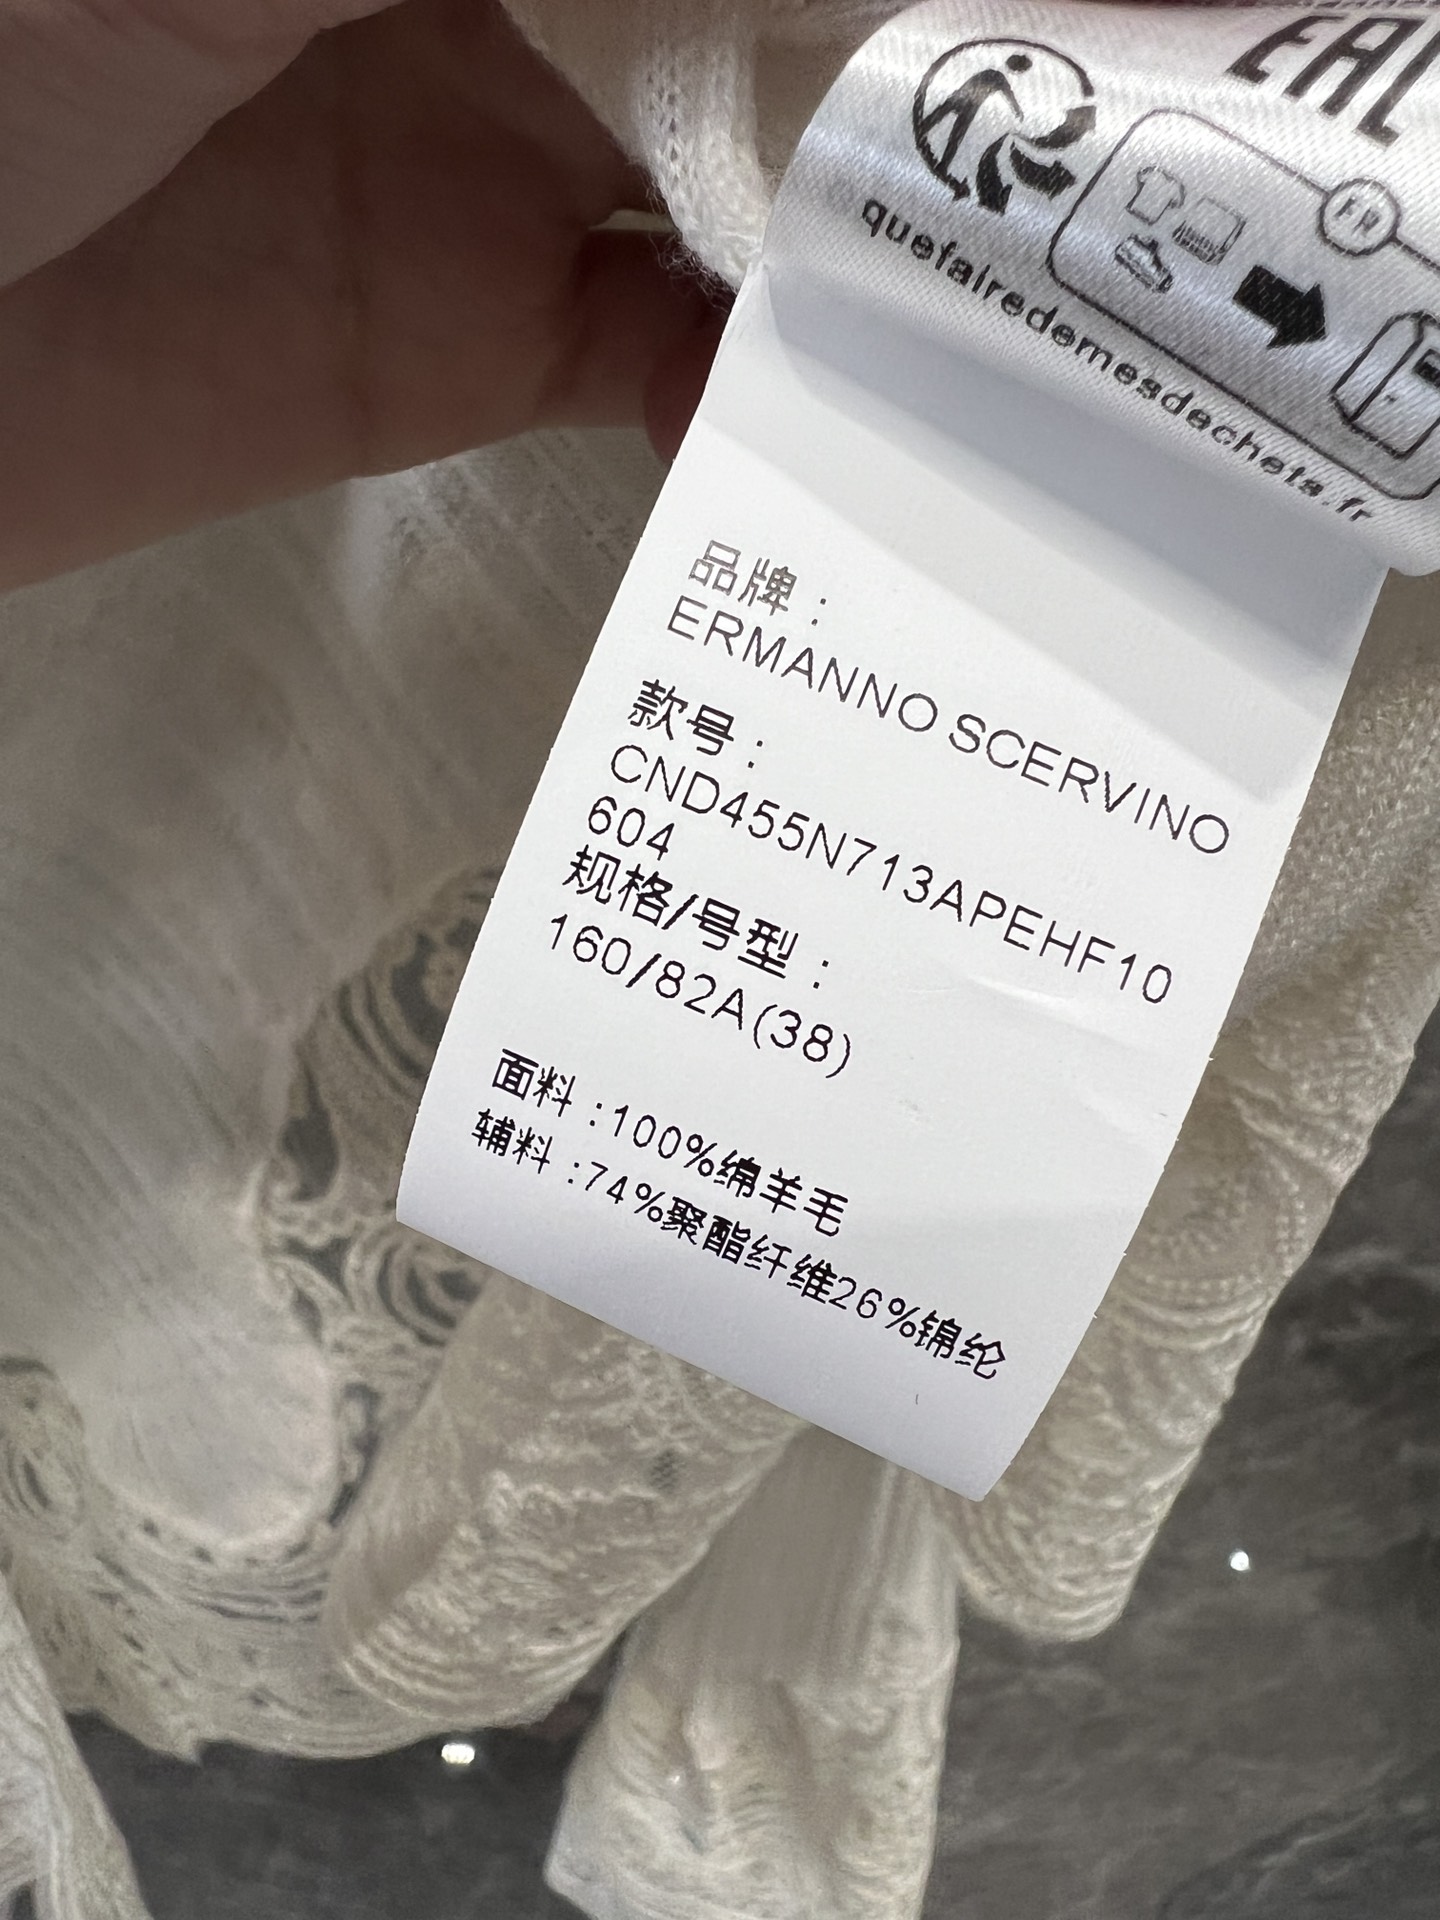 EAC
FR
quefairedemesdechets.fr
品牌：
ERMANNO SCERVINO
款号：
CND455N713APEHF10
604
规格/号型：
160/82A(38)
面料:100%绵羊毛
辅料:74%聚酯纤维26%锦纶